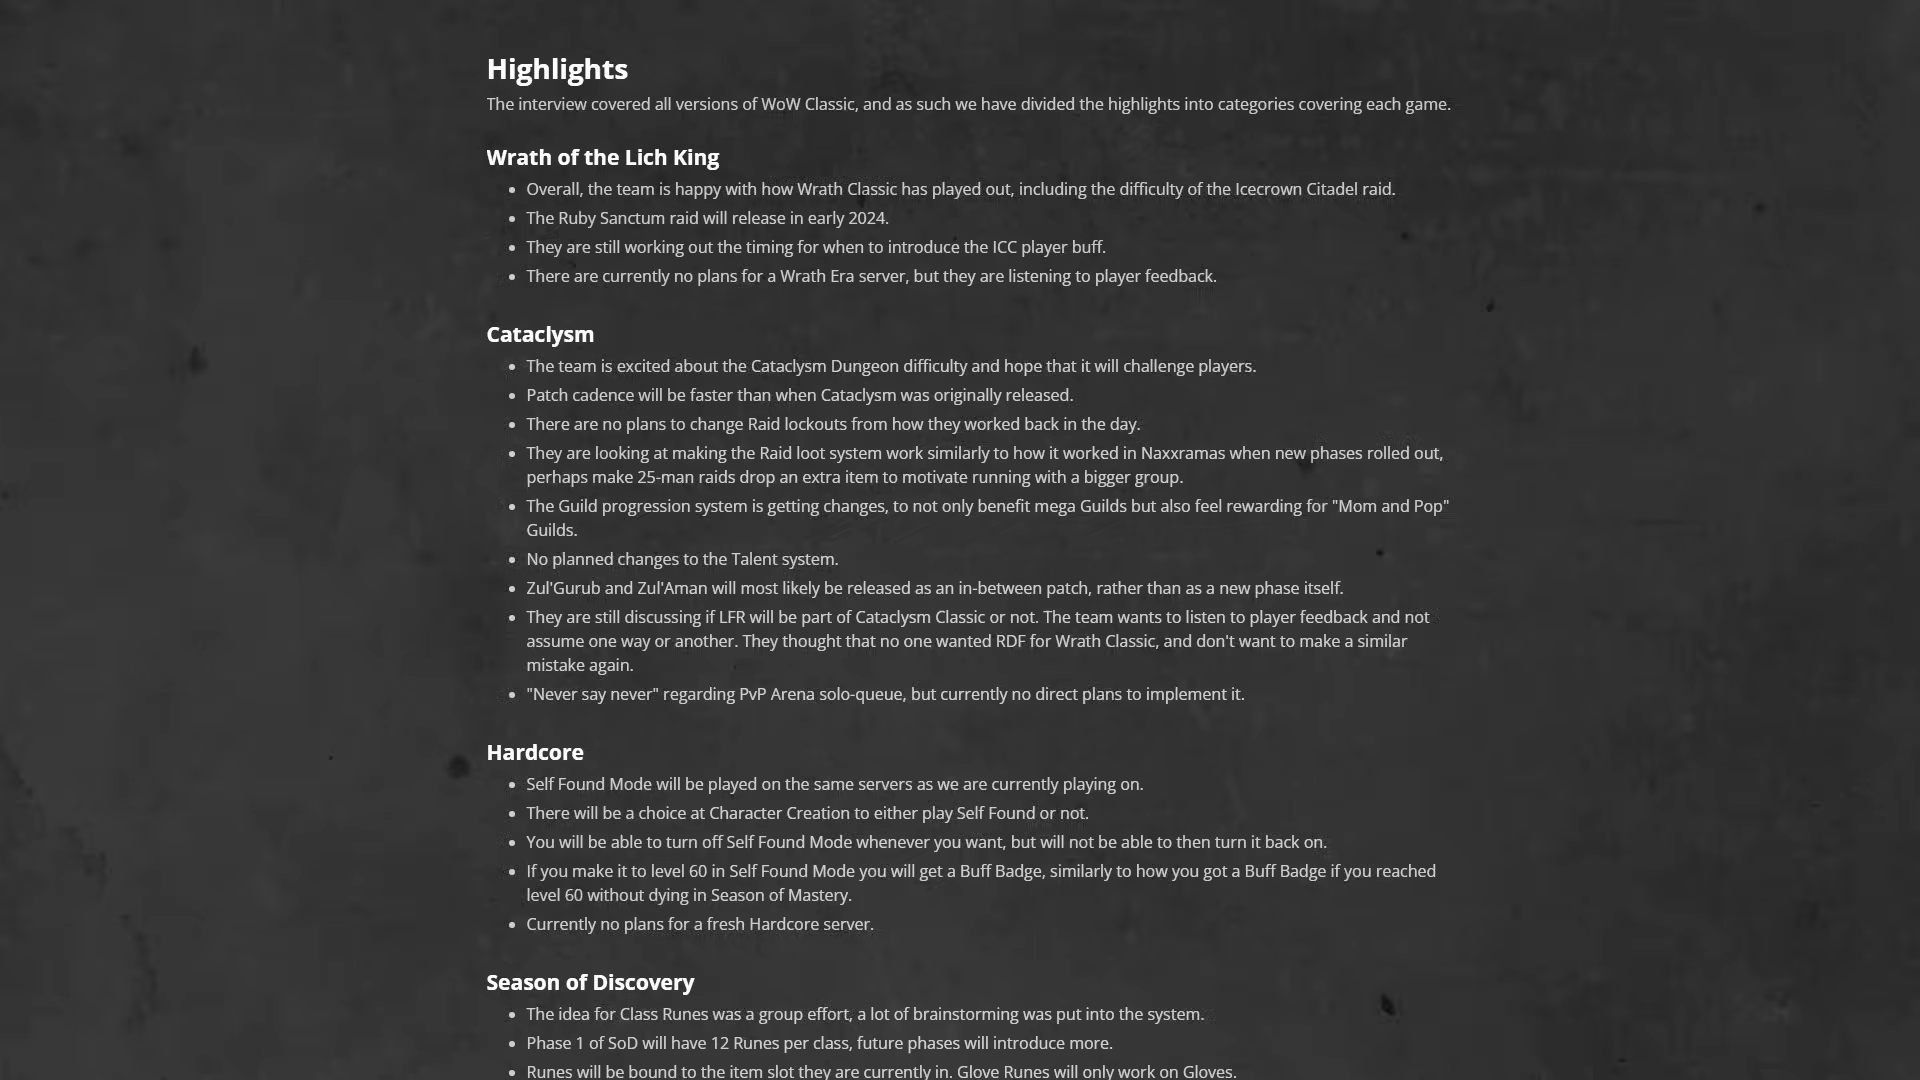 Highlights
The interview covered all versions of WoW Classic, and as such we have divided the highlights into categories covering each game.
Wrath of the Lich King
• Overall, the team is happy with how Wrath Classic has played out, including the difficulty of the Icecrown Citadel raid.
• The Ruby Sanctum raid will release in early 2024.
• They are still working out the timing for when to introduce the ICC player buff.
• There are currently no plans for a Wrath Era server, but they are listening to player feedback.
Cataclysm
• The team is excited about the Cataclysm Dungeon difficulty and hope that it will challenge players.
• Patch cadence will be faster than when Cataclysm was originally released.
• There are no plans to change Raid lockouts from how they worked back in the day.
• They are looking at making the Raid loot system work similarly to how it worked in Naxxramas when new phases rolled out,
perhaps make 25-man raids drop an extra item to motivate running with a bigger group.
• The Guild progression system is getting changes, to not only benefit mega Guilds but also feel rewarding for "Mom and Pop"
Guilds.
• No planned changes to the Talent system.
• Zul'Gurub and Zul'Aman will most likely be released as an in-between patch, rather than as a new phase itself.
• They are still discussing if LFR will be part of Cataclysm Classic or not. The team wants to listen to player feedback and not
assume one way or another. They thought that no one wanted RDF for Wrath Classic, and don't want to make a similar
mistake again.
• "Never say never" regarding PvP Arena solo-queue, but currently no direct plans to implement it.
Hardcore
• Self Found Mode will be played on the same servers as we are currently playing on.
• There will be a choice at Character Creation to either play Self Found or not.
• You will be able to turn off Self Found Mode whenever you want, but will not be able to then turn it back on.
• If you make it to level 60 in Self Found Mode you will get a Buff Badge, similarly to how you got a Buff Badge if you reached
level 60 without dying in Season of Mastery.
• Currently no plans for a fresh Hardcore server.
Season of Discovery
• The idea for Class Runes was a group effort, a lot of brainstorming was put into the system.
• Phase 1 of SoD will have 12 Runes per class, future phases will introduce more.
• Runes will be bound to the item slot they are currently in. Glove Runes will only work on Gloves.